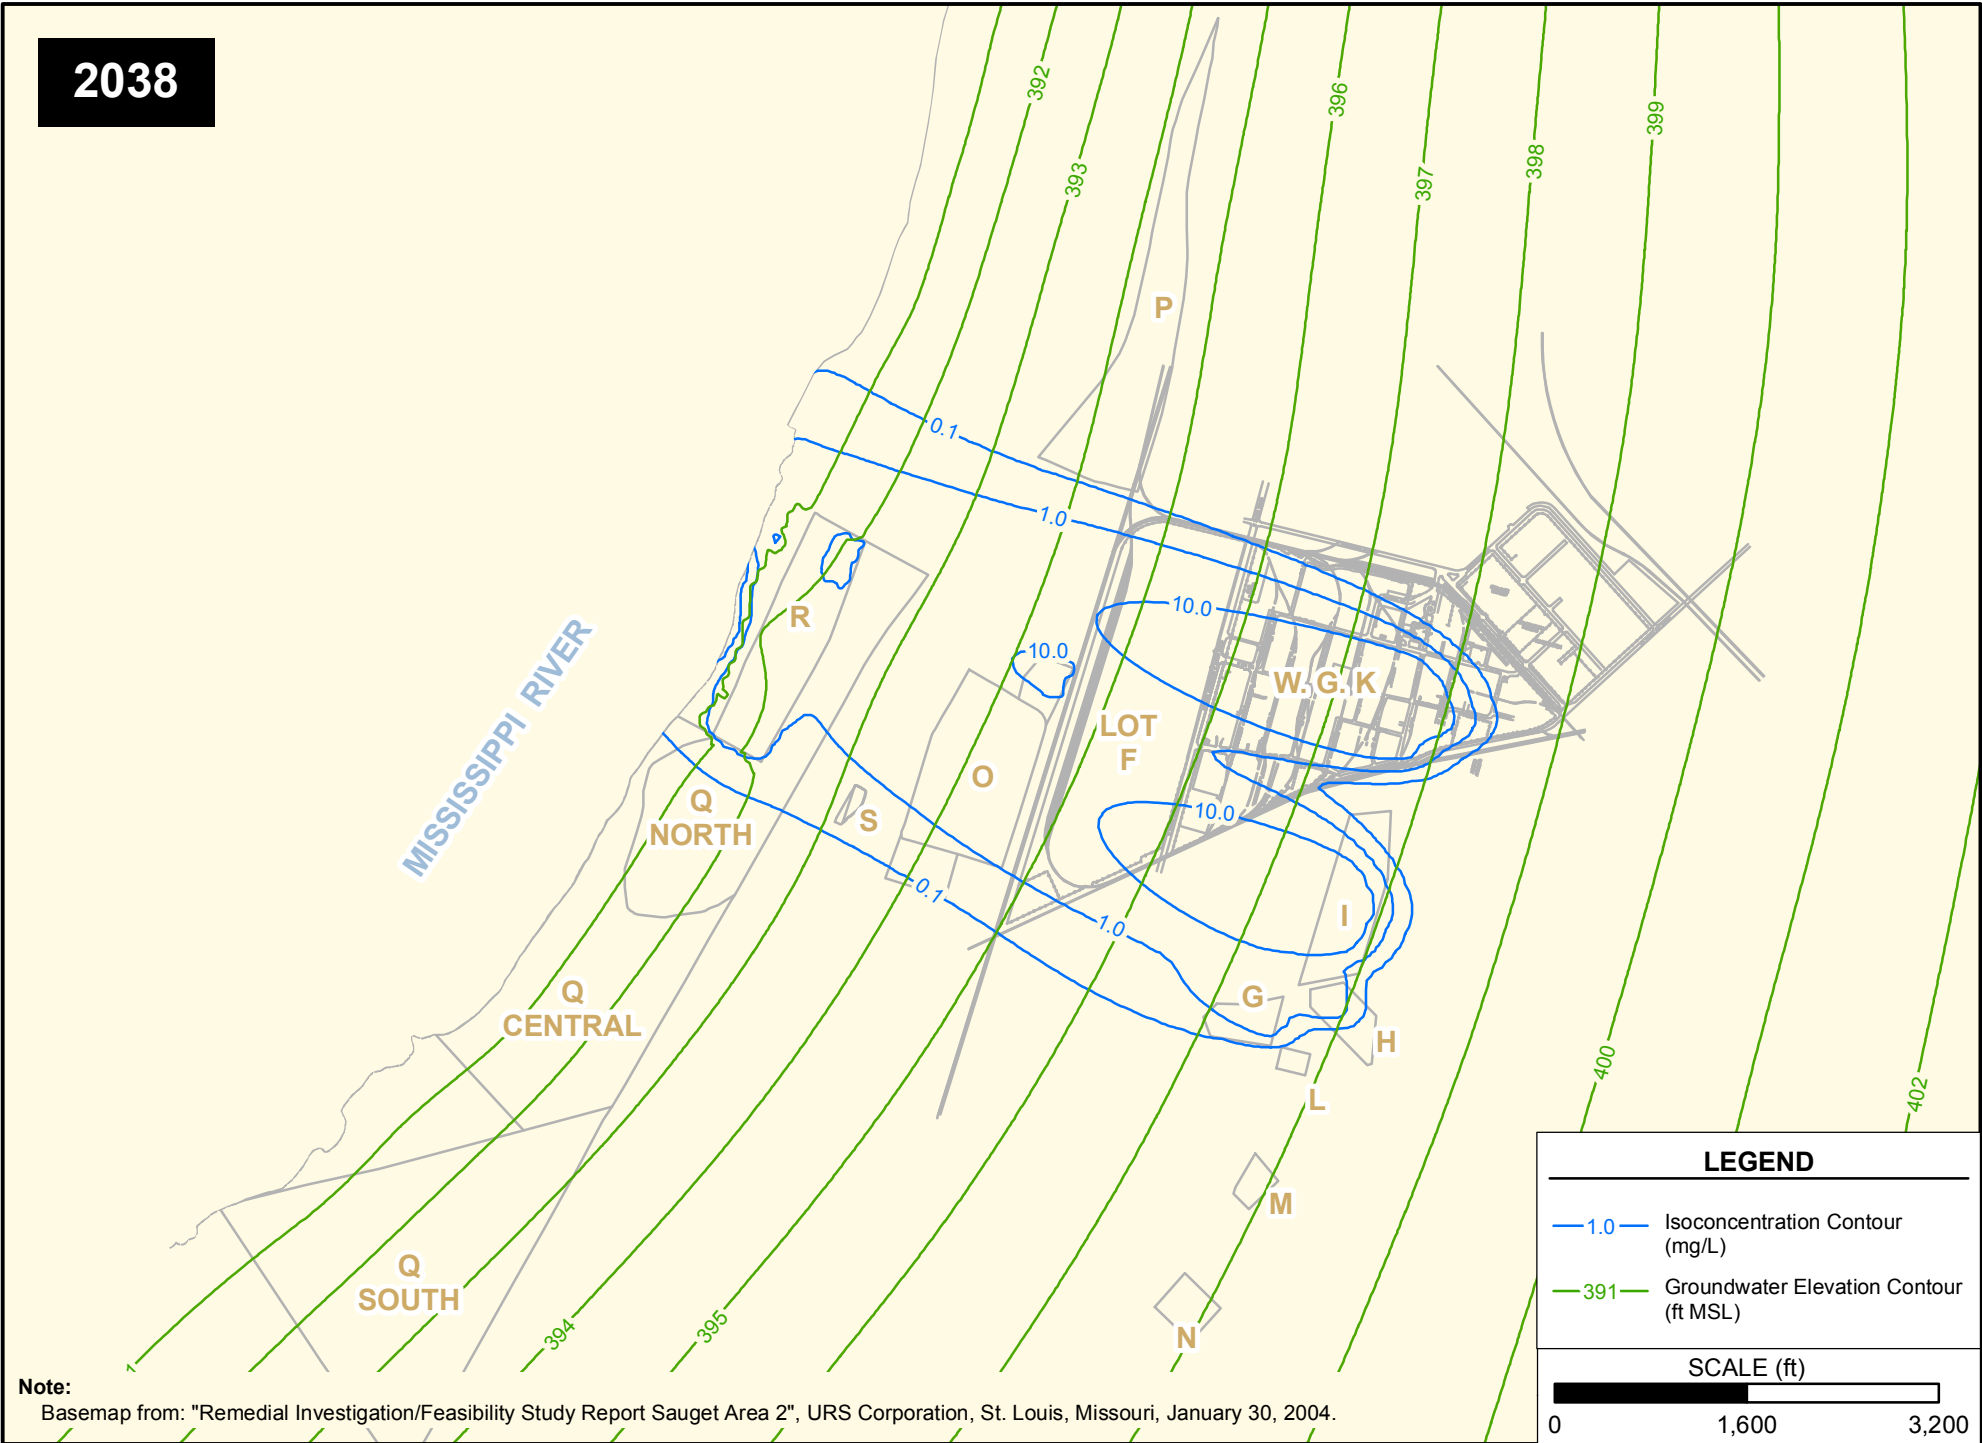 2038
392
393
396
397
398
399
P
0.1
1.0
10.0
10.0
R
W. G. K
LOT
F
O
S
Q
NORTH
10.0
MISSISSIPPI RIVER
0.1
1.0
I
G
H
Q
CENTRAL
L
M
N
400
402
Q
SOUTH
394
395
1
LEGEND
1.0 Isoconcentration Contour
(mg/L)
391 Groundwater Elevation Contour
(ft MSL)
SCALE (ft)
0 1,600 3,200
Note:
Basemap from: "Remedial Investigation/Feasibility Study Report Sauget Area 2", URS Corporation, St. Louis, Missouri, January 30, 2004.